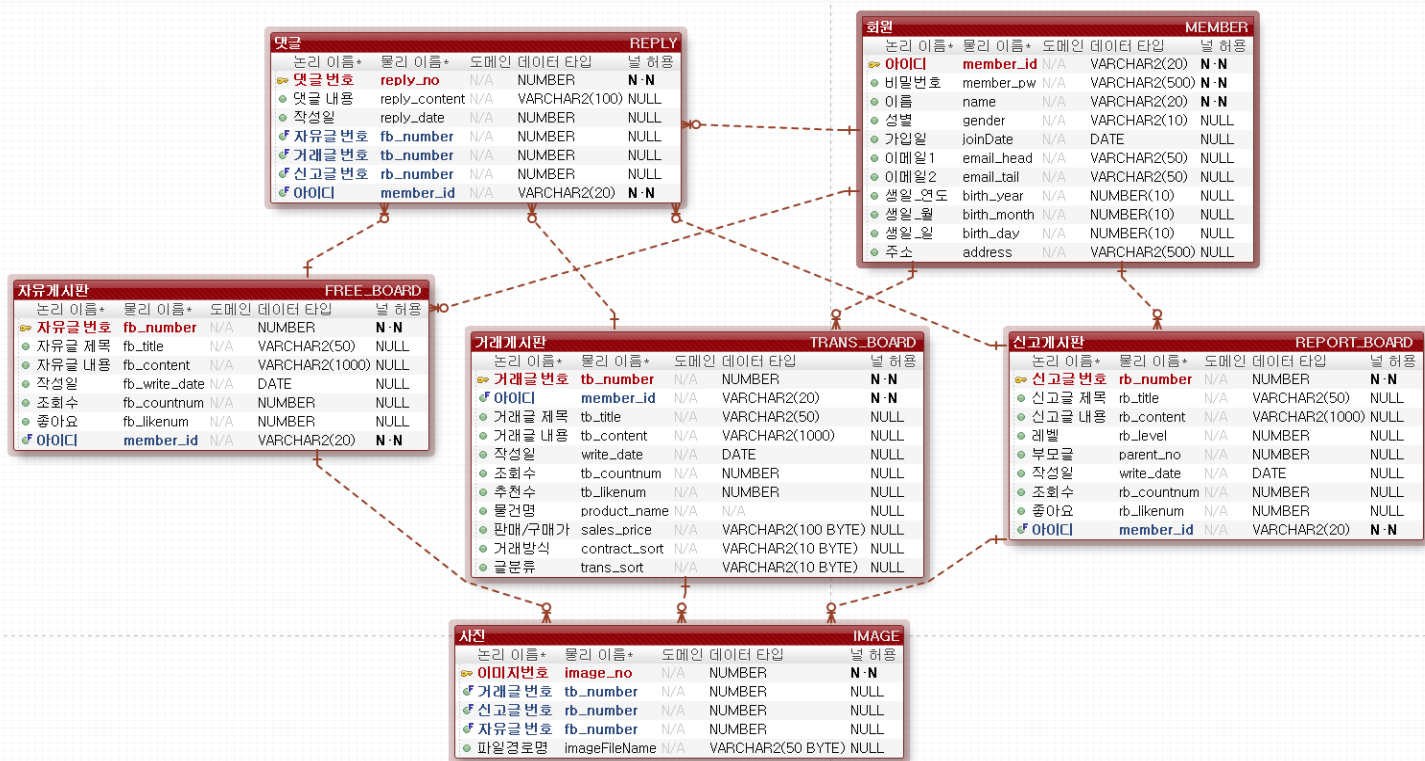 댓글 REPLY
논리 이름* 물리 이름* 도메인 데이터 타입 널 허용
댓글 번호 reply_no N/A NUMBER N·N
댓글 내용 reply_content N/A VARCHAR2(100) NULL
작성일 reply_date N/A NUMBER NULL
자유글 번호 fb_number N/A NUMBER NULL
거래글 번호 tb_number N/A NUMBER NULL
신고글 번호 rb_number N/A NUMBER NULL
아이디 member_id N/A VARCHAR2(20) N·N
회원 MEMBER
논리 이름* 물리 이름* 도메인 데이터 타입 널 허용
아이디 member_id N/A VARCHAR2(20) N·N
비밀번호 member_pw N/A VARCHAR2(500) N·N
이름 name N/A VARCHAR2(20) N·N
성별 gender N/A VARCHAR2(10) NULL
가입일 joinDate N/A DATE NULL
이메일1 email_head N/A VARCHAR2(50) NULL
이메일2 email_tail N/A VARCHAR2(50) NULL
생일_연도 birth_year N/A NUMBER(10) NULL
생일_월 birth_month N/A NUMBER(10) NULL
생일_일 birth_day N/A NUMBER(10) NULL
주소 address N/A VARCHAR2(500) NULL
자유게시판 FREE_BOARD
논리 이름* 물리 이름* 도메인 데이터 타입 널 허용
자유글 번호 fb_number N/A NUMBER N·N
자유글 제목 fb_title N/A VARCHAR2(50) NULL
자유글 내용 fb_content N/A VARCHAR2(1000) NULL
작성일 fb_write_date N/A DATE NULL
조회수 fb_countnum N/A NUMBER NULL
좋아요 fb_likenum N/A NUMBER NULL
아이디 member_id N/A VARCHAR2(20) N·N
거래게시판 TRANS_BOARD
논리 이름* 물리 이름* 도메인 데이터 타입 널 허용
거래글 번호 tb_number N/A NUMBER N·N
아이디 member_id N/A VARCHAR2(20) N·N
거래글 제목 tb_title N/A VARCHAR2(50) NULL
거래글 내용 tb_content N/A VARCHAR2(1000) NULL
작성일 write_date N/A DATE NULL
조회수 tb_countnum N/A NUMBER NULL
추천수 tb_likenum N/A NUMBER NULL
물건명 product_name N/A N/A NULL
판매/구매가 sales_price N/A VARCHAR2(100 BYTE) NULL
거래방식 contract_sort N/A VARCHAR2(10 BYTE) NULL
글분류 trans_sort N/A VARCHAR2(10 BYTE) NULL
신고게시판 REPORT_BOARD
논리 이름* 물리 이름* 도메인 데이터 타입 널 허용
신고글 번호 rb_number N/A NUMBER N·N
신고글 제목 rb_title N/A VARCHAR2(50) NULL
신고글 내용 rb_content N/A VARCHAR2(1000) NULL
레벨 rb_level N/A NUMBER NULL
부모글 parent_no N/A NUMBER NULL
작성일 write_date N/A DATE NULL
조회수 rb_countnum N/A NUMBER NULL
좋아요 rb_likenum N/A NUMBER NULL
아이디 member_id N/A VARCHAR2(20) N·N
사진 IMAGE
논리 이름* 물리 이름* 도메인 데이터 타입 널 허용
이미지번호 image_no N/A NUMBER N·N
거래글 번호 tb_number N/A NUMBER NULL
신고글 번호 rb_number N/A NUMBER NULL
자유글 번호 fb_number N/A NUMBER NULL
파일경로명 imageFileName N/A VARCHAR2(50 BYTE) NULL